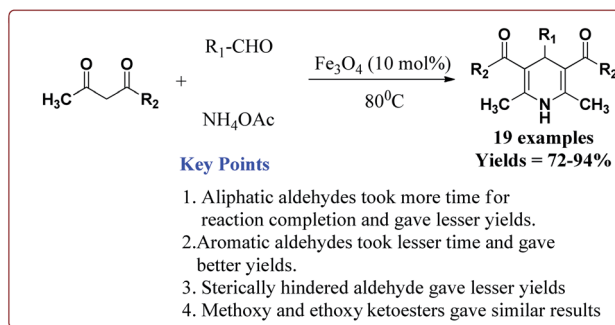 O
O
H₃C
R₂
+
R₁-CHO
NH₄OAc
Fe₃O₄ (10 mol%)
80⁰C
O
R₁
O
R₂
R₂
H₃C
N
H
CH₃
19 examples
Yields = 72-94%
Key Points
1. Aliphatic aldehydes took more time for
reaction completion and gave lesser yields.
2.Aromatic aldehydes took lesser time and gave
better yields.
3. Sterically hindered aldehyde gave lesser yields
4. Methoxy and ethoxy ketoesters gave similar results